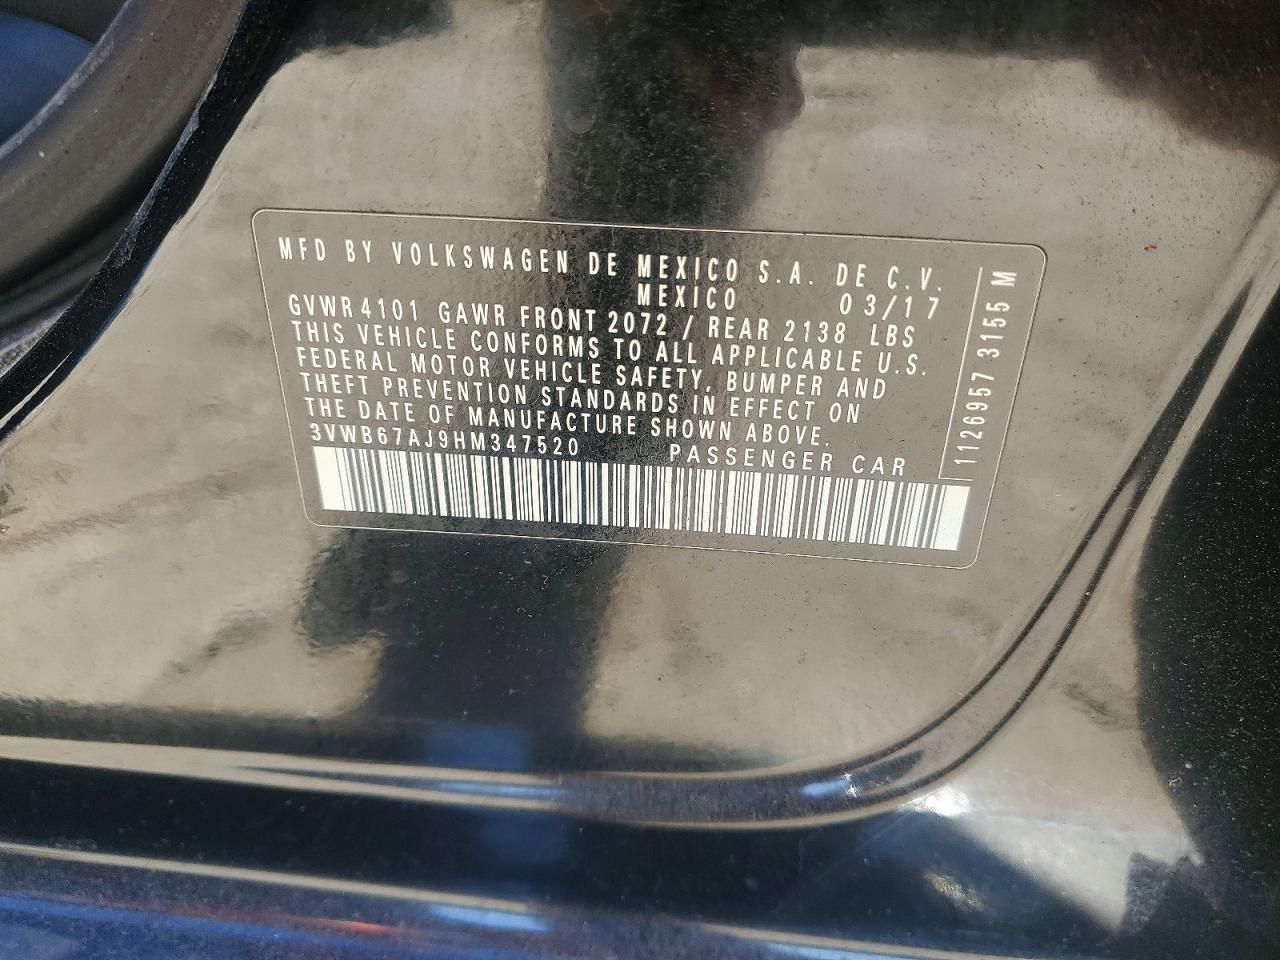 MFD BY VOLKSWAGEN DE MEXICO S.A. DE C.V.
MEXICO 03/17
GVWR 4101 GAWR FRONT 2072 / REAR 2138 LBS
THIS VEHICLE CONFORMS TO ALL APPLICABLE U.S.
FEDERAL MOTOR VEHICLE SAFETY, BUMPER AND
THEFT PREVENTION STANDARDS IN EFFECT ON
THE DATE OF MANUFACTURE SHOWN ABOVE.
3VWB67AJ9HM347520 PASSENGER CAR
1126957 3155 M